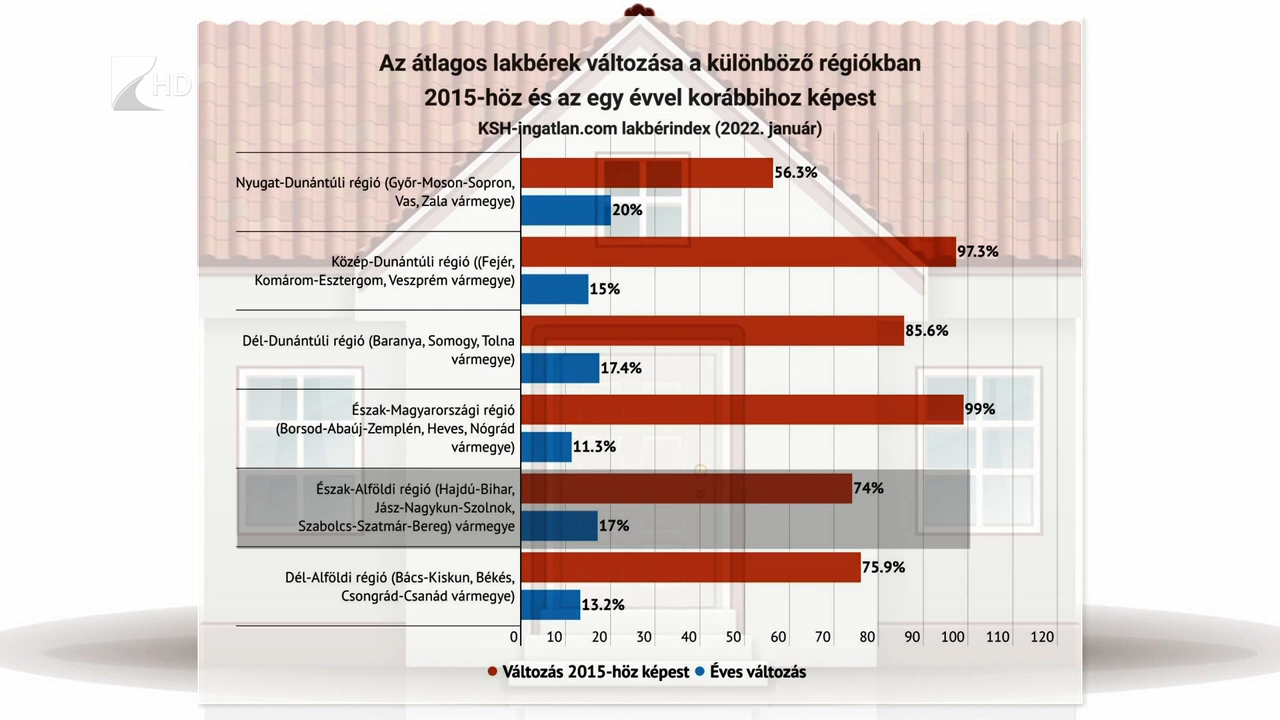 HD
Az átlagos lakbérek változása a különböző régiókban
2015-höz és az egy évvel korábbihoz képest
KSH-ingatlan.com lakbérindex (2022. január)
Nyugat-Dunántúli régió (Győr-Moson-Sopron,
Vas, Zala vármegye)
56.3%
20%
Közép-Dunántúli régió ((Fejér,
Komárom-Esztergom, Veszprém vármegye)
97.3%
15%
Dél-Dunántúli régió (Baranya, Somogy, Tolna
vármegye)
85.6%
17.4%
Észak-Magyarországi régió
(Borsod-Abaúj-Zemplén, Heves, Nógrád
vármegye)
99%
11.3%
Észak-Alföldi régió (Hajdú-Bihar,
Jász-Nagykun-Szolnok,
Szabolcs-Szatmár-Bereg) vármegye
74%
17%
Dél-Alföldi régió (Bács-Kiskun, Békés,
Csongrád-Csanád vármegye)
75.9%
13.2%
0 10 20 30 40 50 60 70 80 90 100 110 120
Változás 2015-höz képest Éves változás